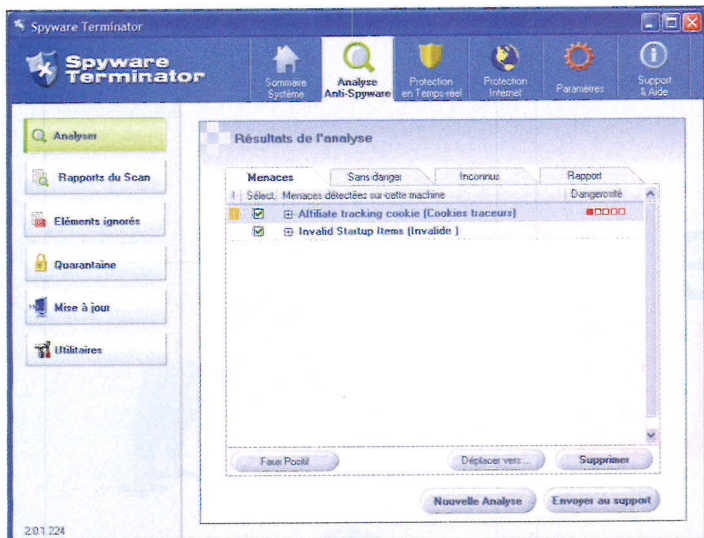 Spyware Terminator
Spyware
Terminator
Sommaire
Système
Analyse
Anti-Spyware
Protection
en Temps-réel
Protection
Internet
Paramètres
Support
& Aide
Analyser
Rapports du Scan
Eléments ignorés
Quarantaine
Mise à jour
Utilitaires
Résultats de l'analyse
Menaces
Sans danger
Inconnus
Rapport
! Sélect. Menaces détectées sur cette machine Dangerosité
Affiliate tracking cookie (Cookies traceurs)
Invalid Startup Items (Invalide )
Faux Positif
Déplacer vers ...
Supprimer
Nouvelle Analyse
Envoyer au support
2.0.1.224